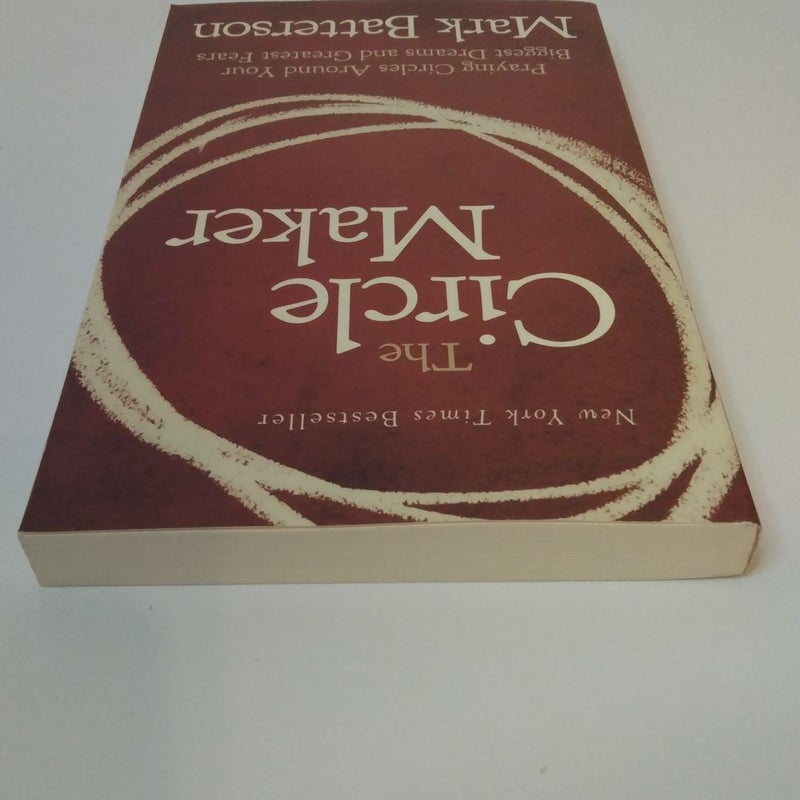 New York Times Bestseller
The
Circle
Maker
Praying Circles Around Your
Biggest Dreams and Greatest Fears
Mark Batterson